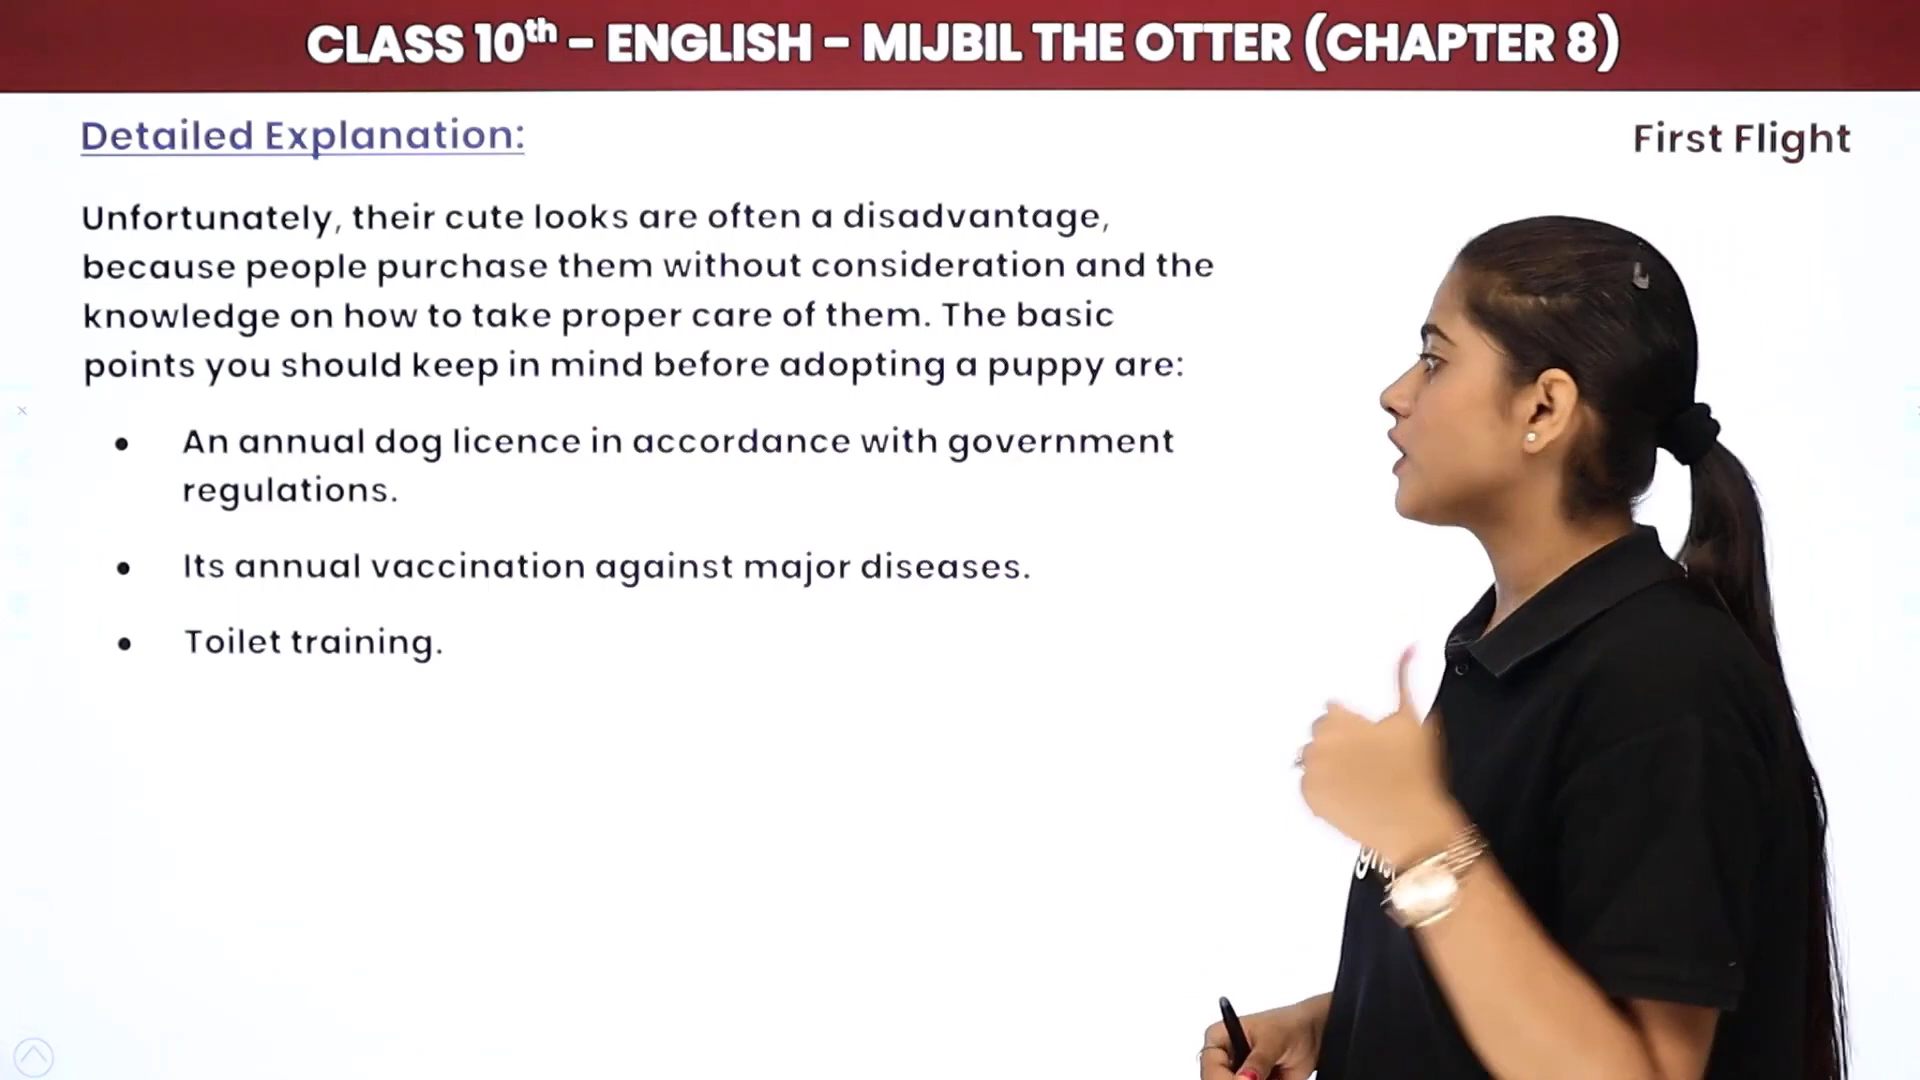 CLASS 10th – ENGLISH – MIJBIL THE OTTER (CHAPTER 8)
Detailed Explanation:
First Flight
Unfortunately, their cute looks are often a disadvantage,
because people purchase them without consideration and the
knowledge on how to take proper care of them. The basic
points you should keep in mind before adopting a puppy are:
• An annual dog licence in accordance with government
regulations.
• Its annual vaccination against major diseases.
• Toilet training.